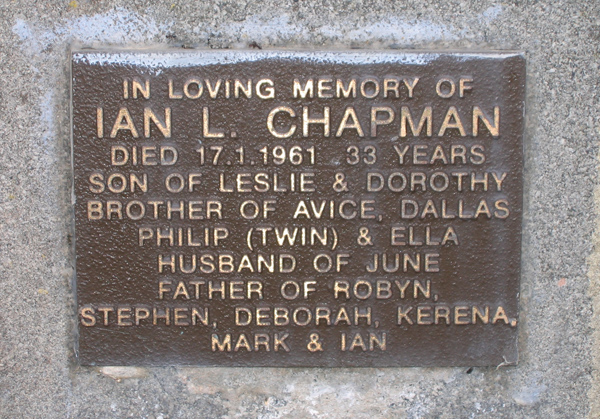 IN LOVING MEMORY OF
IAN L. CHAPMAN
DIED 17.1.1961 33 YEARS
SON OF LESLIE & DOROTHY
BROTHER OF AVICE, DALLAS
PHILIP (TWIN) & ELLA
HUSBAND OF JUNE
FATHER OF ROBYN,
STEPHEN, DEBORAH, KERENA,
MARK & IAN